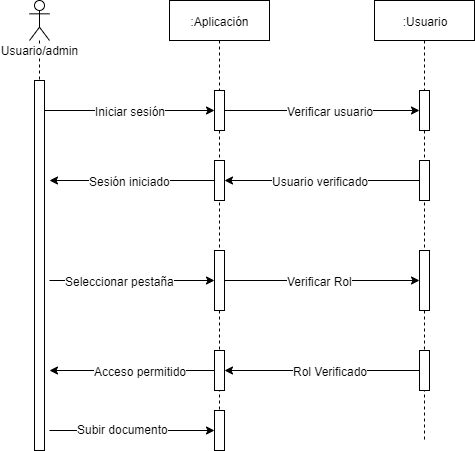 :Aplicación
:Usuario
Usuario/admin
Iniciar sesión
Verificar usuario
Sesión iniciado
Usuario verificado
Seleccionar pestaña
Verificar Rol
Acceso permitido
Rol Verificado
Subir documento